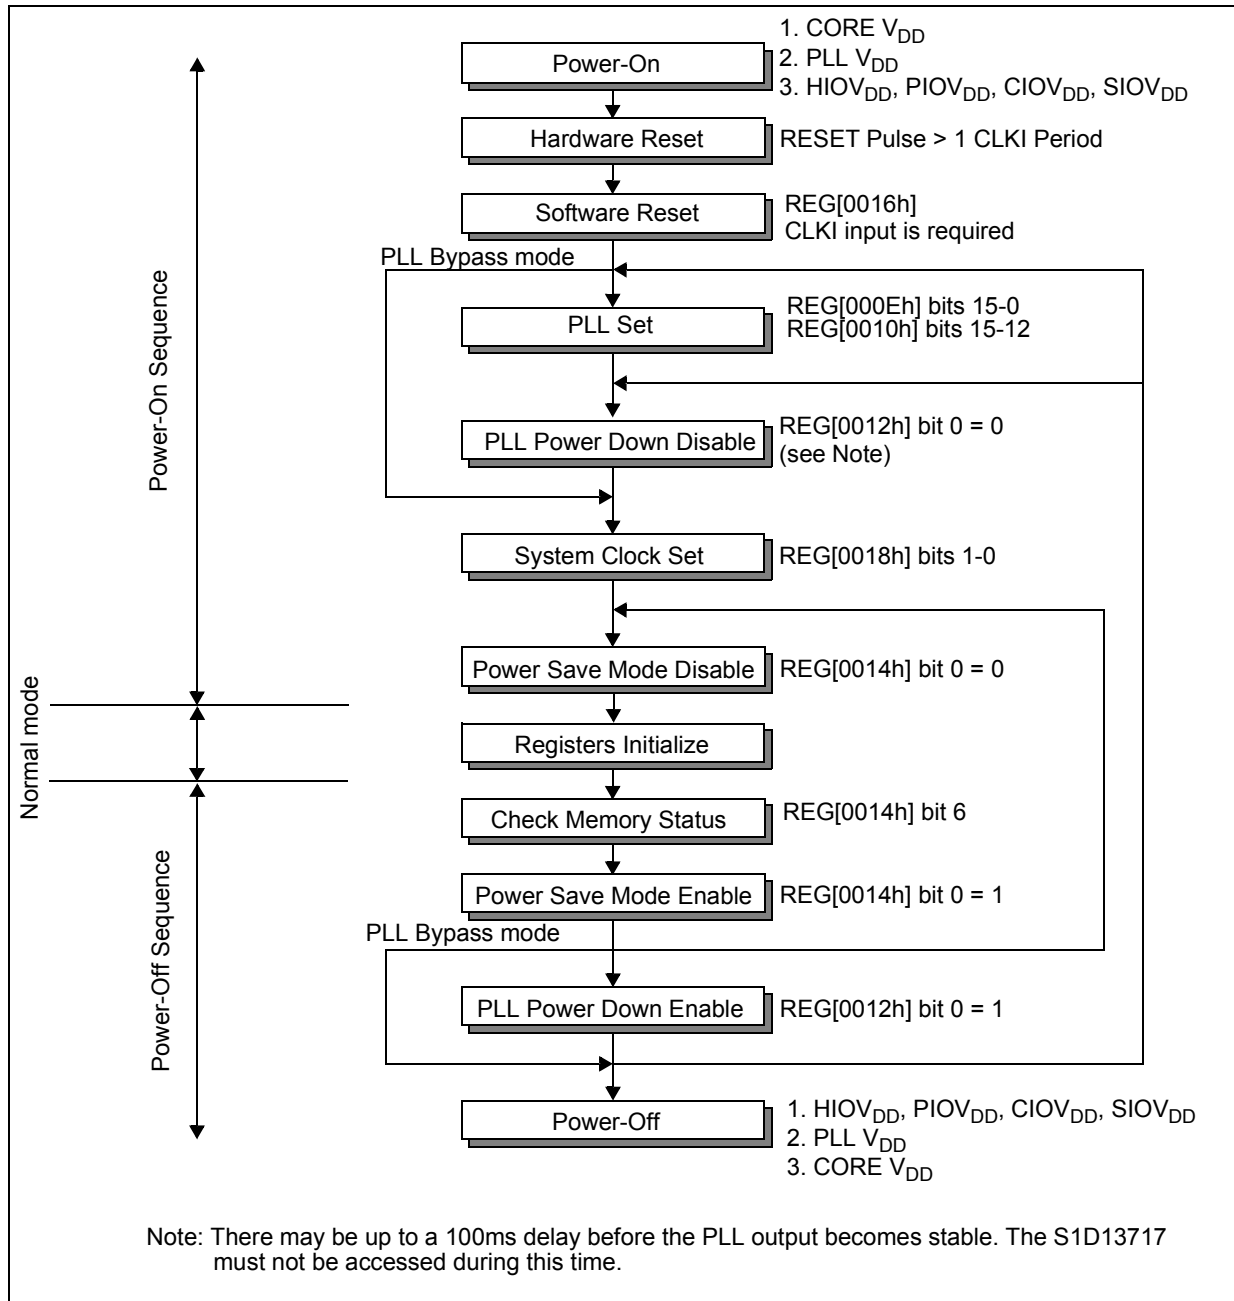 1. CORE VDD
Power-On
2. PLL VDD
3. HIOVDD, PIOVDD, CIOVDD, SIOVDD
Hardware Reset
RESET Pulse > 1 CLKI Period
Software Reset
REG[0016h]
CLKI input is required
PLL Bypass mode
PLL Set
REG[000Eh] bits 15-0
REG[0010h] bits 15-12
PLL Power Down Disable
REG[0012h] bit 0 = 0
(see Note)
System Clock Set
REG[0018h] bits 1-0
Power Save Mode Disable
REG[0014h] bit 0 = 0
Power-On Sequence
Registers Initialize
Normal mode
Check Memory Status
REG[0014h] bit 6
Power Save Mode Enable
REG[0014h] bit 0 = 1
PLL Bypass mode
PLL Power Down Enable
REG[0012h] bit 0 = 1
Power-Off Sequence
Power-Off
1. HIOVDD, PIOVDD, CIOVDD, SIOVDD
2. PLL VDD
3. CORE VDD
Note: There may be up to a 100ms delay before the PLL output becomes stable. The S1D13717
must not be accessed during this time.